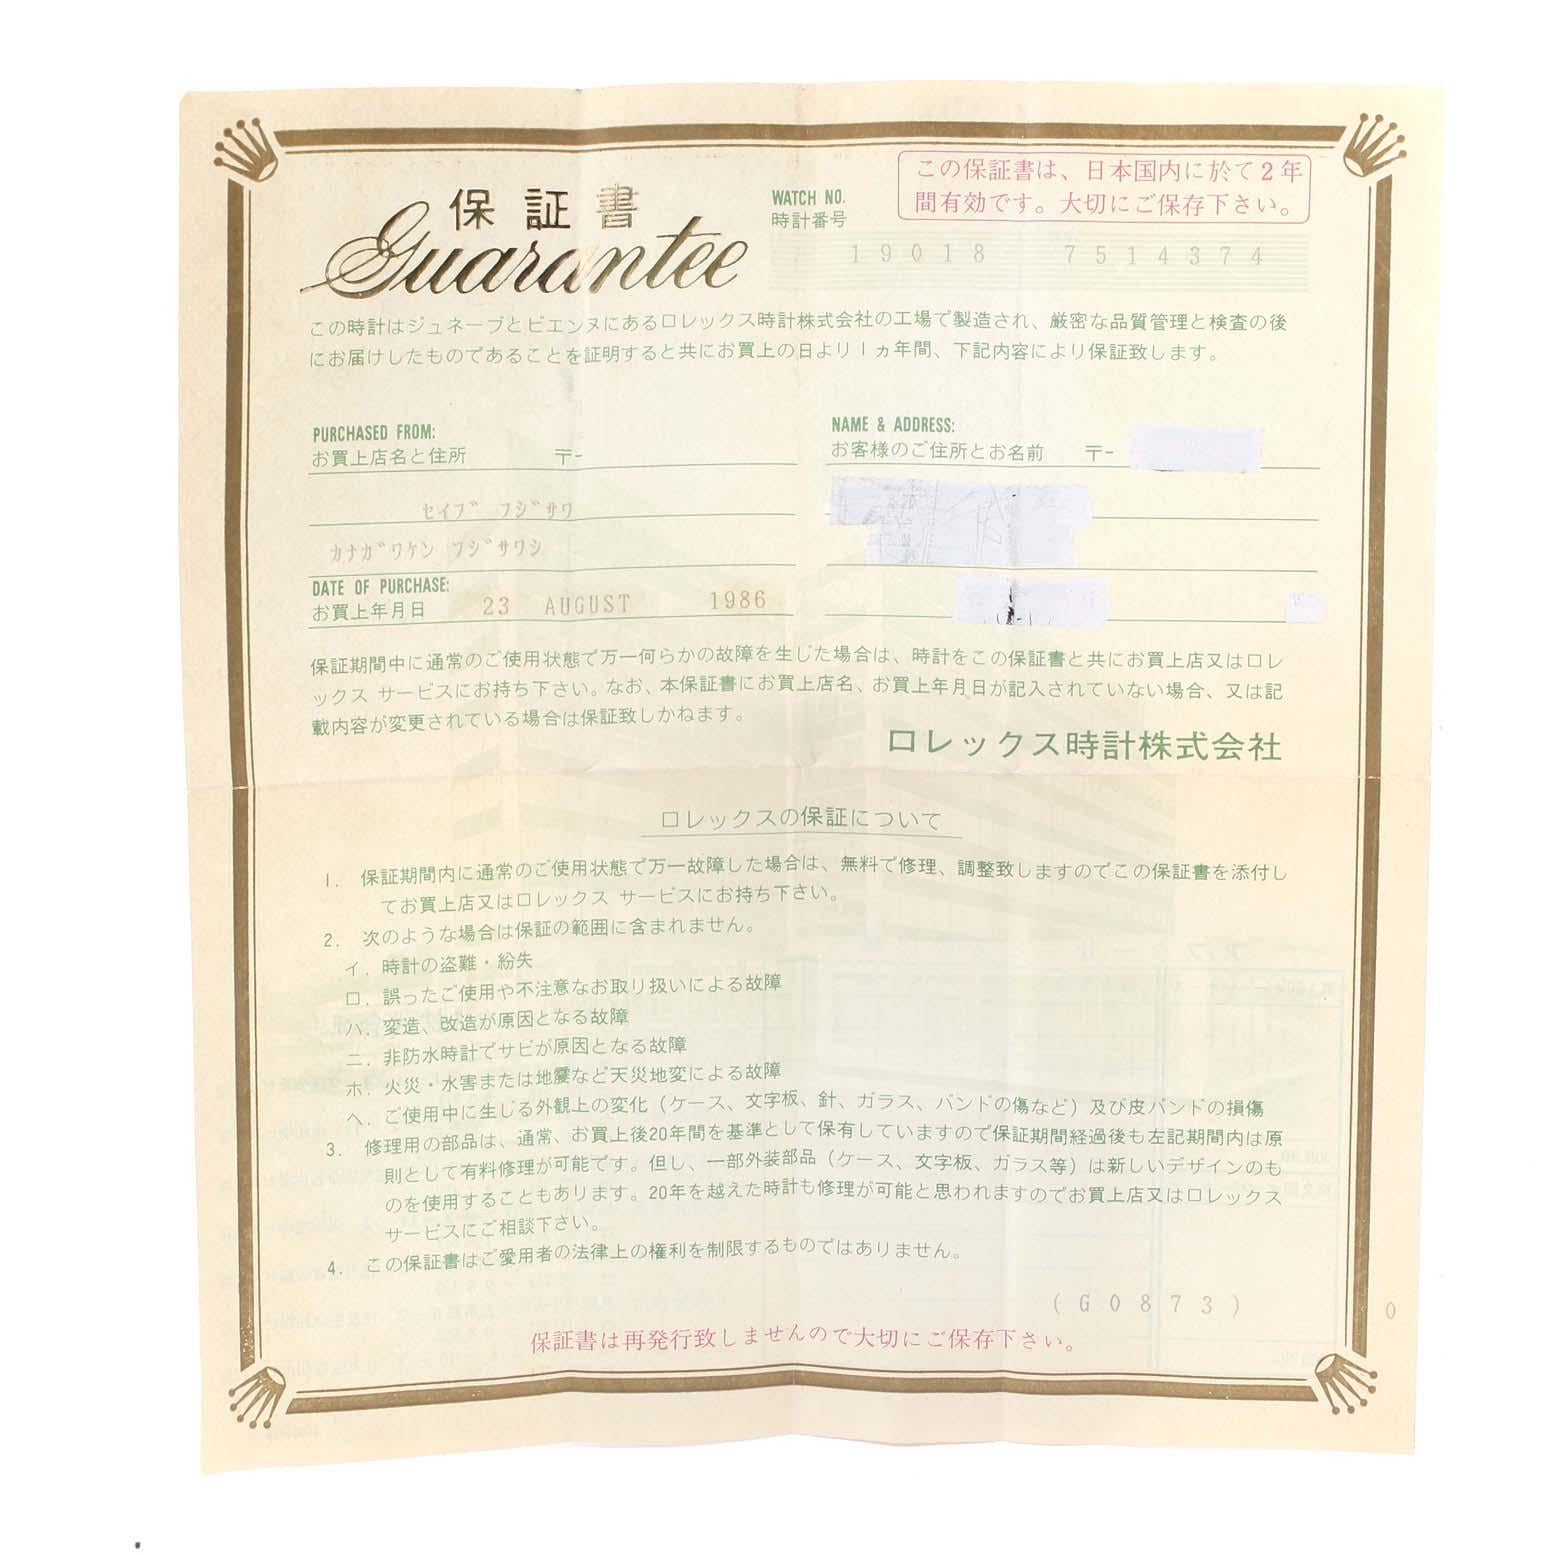 保証書
Guarantee
WATCH NO.
時計番号
この保証書は、日本国内に於て2年
間有効です。大切にご保存下さい。
19018 7514374
この時計はジュネーブとビエンヌにあるロレックス時計株式会社の工場で製造され、厳密な品質管理と検査の後
にお届けしたものであることを証明すると共にお買上の日より1ヵ年間、下記内容により保証致します。
PURCHASED FROM:
お買上店名と住所 〒-
セイブ フジサワ
カナガワケン フジサワシ
DATE OF PURCHASE:
お買上年月日 23 AUGUST 1986
NAME & ADDRESS:
お客様のご住所とお名前 〒-
保証期間中に通常のご使用状態で万一何らかの故障を生じた場合は、時計をこの保証書と共にお買上店又はロレ
ックス サービスにお持ち下さい。なお、本保証書にお買上店名、お買上年月日が記入されていない場合、又は記
載内容が変更されている場合は保証致しかねます。
ロレックス時計株式会社
ロレックスの保証について
1. 保証期間内に通常のご使用状態で万一故障した場合は、無料で修理、調整致しますのでこの保証書を添付し
てお買上店又はロレックス サービスにお持ち下さい。
2. 次のような場合は保証の範囲に含まれません。
イ. 時計の盗難・紛失
ロ. 誤ったご使用や不注意なお取り扱いによる故障
ハ. 変造、改造が原因となる故障
ニ. 非防水時計でサビが原因となる故障
ホ. 火災・水害または地震など天災地変による故障
ヘ. ご使用中に生じる外観上の変化（ケース、文字板、針、ガラス、バンドの傷など）及び皮バンドの損傷
3. 修理用の部品は、通常、お買上後20年間を基準として保有していますので保証期間経過後も左記期間内は原
則として有料修理が可能です。但し、一部外装部品（ケース、文字板、ガラス等）は新しいデザインのも
のを使用することもあります。20年を越えた時計も修理が可能と思われますのでお買上店又はロレックス
サービスにご相談下さい。
4. この保証書はご愛用者の法律上の権利を制限するものではありません。
(G0873)
0
保証書は再発行致しませんので大切にご保存下さい。